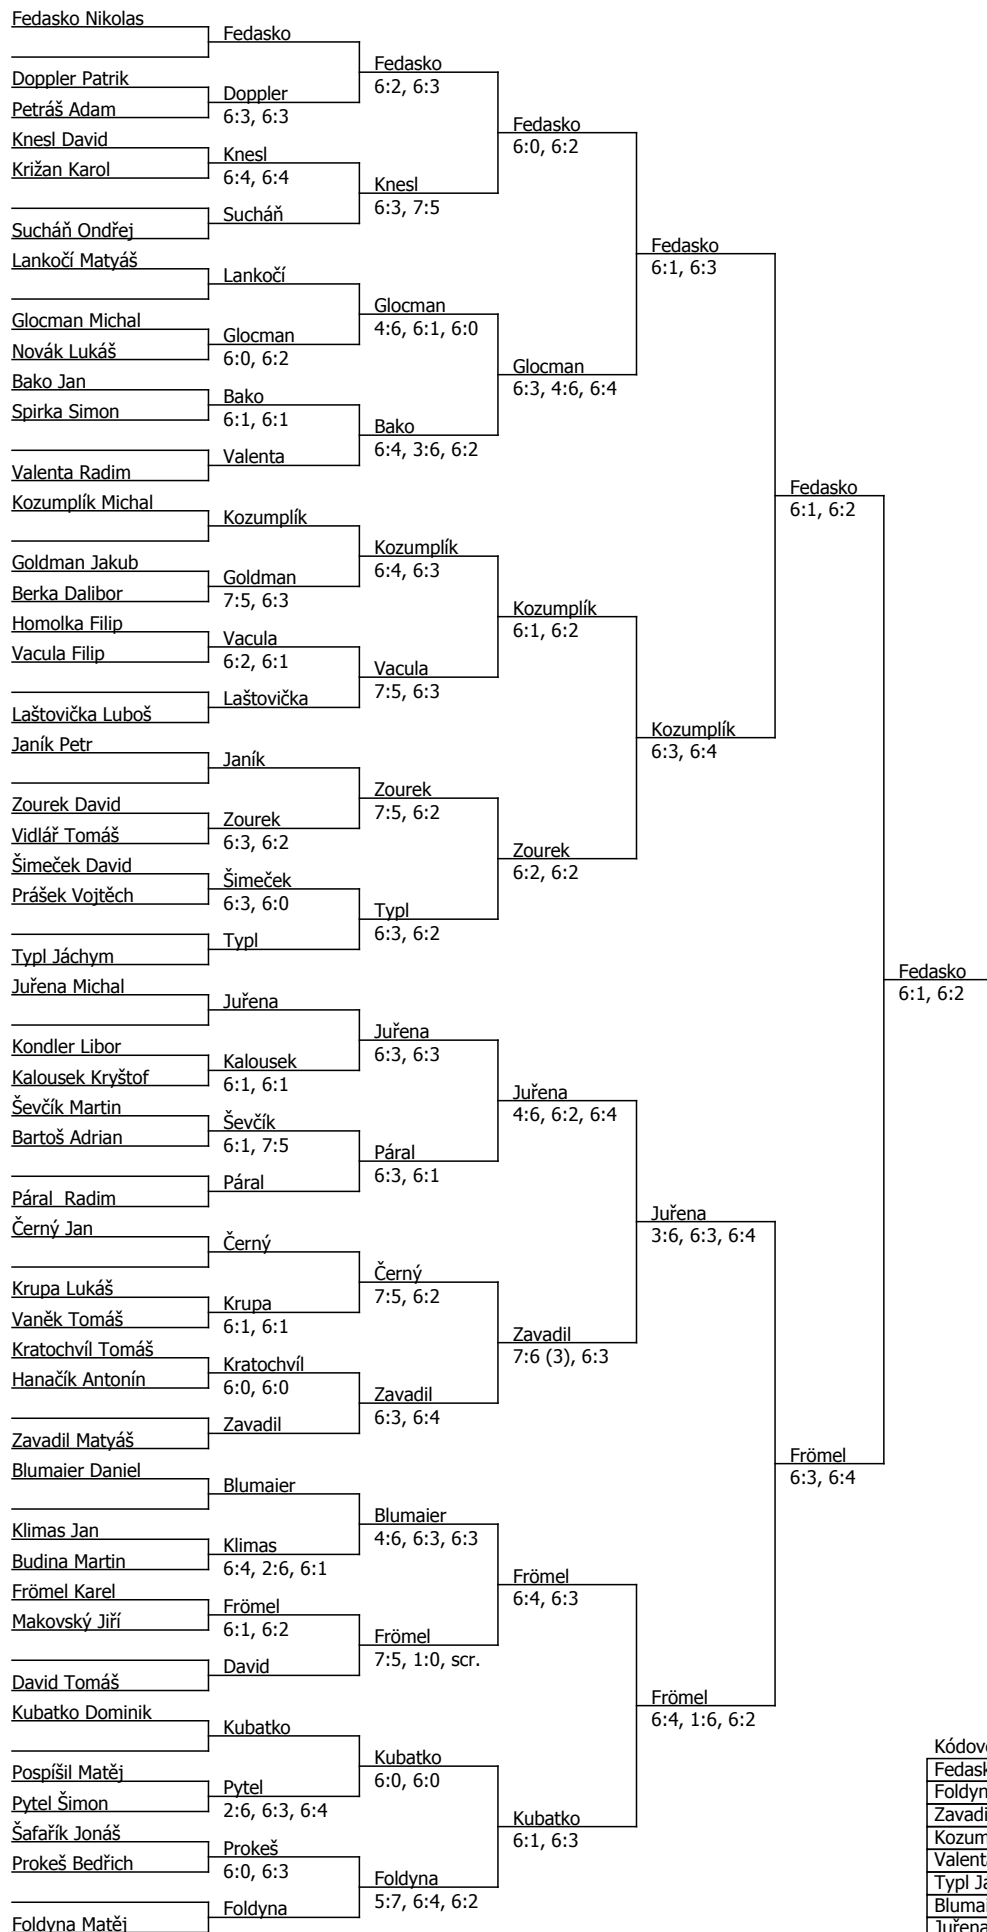 Fedasko Nikolas
Fedasko
Fedasko
6:2, 6:3
Doppler Patrik
Doppler
6:3, 6:3
Petráš Adam
Fedasko
6:0, 6:2
Knesl David
Knesl
6:4, 6:4
Križan Karol
Knesl
6:3, 7:5
Sucháň
Sucháň Ondřej
Fedasko
6:1, 6:3
Lankočí Matyáš
Lankočí
Glocman
4:6, 6:1, 6:0
Glocman Michal
Glocman
6:0, 6:2
Novák Lukáš
Glocman
6:3, 4:6, 6:4
Bako Jan
Bako
6:1, 6:1
Spirka Simon
Bako
6:4, 3:6, 6:2
Valenta
Valenta Radim
Fedasko
6:1, 6:2
Kozumplík Michal
Kozumplík
Kozumplík
6:4, 6:3
Goldman Jakub
Goldman
7:5, 6:3
Berka Dalibor
Kozumplík
6:1, 6:2
Homolka Filip
Vacula
6:2, 6:1
Vacula Filip
Vacula
7:5, 6:3
Laštovička
Laštovička Luboš
Kozumplík
6:3, 6:4
Janík Petr
Janík
Zourek
7:5, 6:2
Zourek David
Zourek
6:3, 6:2
Vidlář Tomáš
Zourek
6:2, 6:2
Šimeček David
Šimeček
6:3, 6:0
Prášek Vojtěch
Typl
6:3, 6:2
Typl
Typl Jáchym
Fedasko
6:1, 6:2
Juřena Michal
Juřena
Juřena
6:3, 6:3
Kondler Libor
Kalousek
6:1, 6:1
Kalousek Kryštof
Juřena
4:6, 6:2, 6:4
Ševčík Martin
Ševčík
6:1, 7:5
Bartoš Adrian
Páral
6:3, 6:1
Páral
Páral  Radim
Juřena
3:6, 6:3, 6:4
Černý Jan
Černý
Černý
7:5, 6:2
Krupa Lukáš
Krupa
6:1, 6:1
Vaněk Tomáš
Zavadil
7:6 (3), 6:3
Kratochvíl Tomáš
Kratochvíl
6:0, 6:0
Hanačík Antonín
Zavadil
6:3, 6:4
Zavadil
Zavadil Matyáš
Frömel
6:3, 6:4
Blumaier Daniel
Blumaier
Blumaier
4:6, 6:3, 6:3
Klimas Jan
Klimas
6:4, 2:6, 6:1
Budina Martin
Frömel
6:4, 6:3
Frömel Karel
Frömel
6:1, 6:2
Makovský Jiří
Frömel
7:5, 1:0, scr.
David
David Tomáš
Frömel
6:4, 1:6, 6:2
Kubatko Dominik
Kubatko
Kubatko
6:0, 6:0
Pospíšil Matěj
Pytel
2:6, 6:3, 6:4
Pytel Šimon
Kubatko
6:1, 6:3
Šafařík Jonáš
Prokeš
6:0, 6:3
Prokeš Bedřich
Foldyna
5:7, 6:4, 6:2
Foldyna
Foldyna Matěj